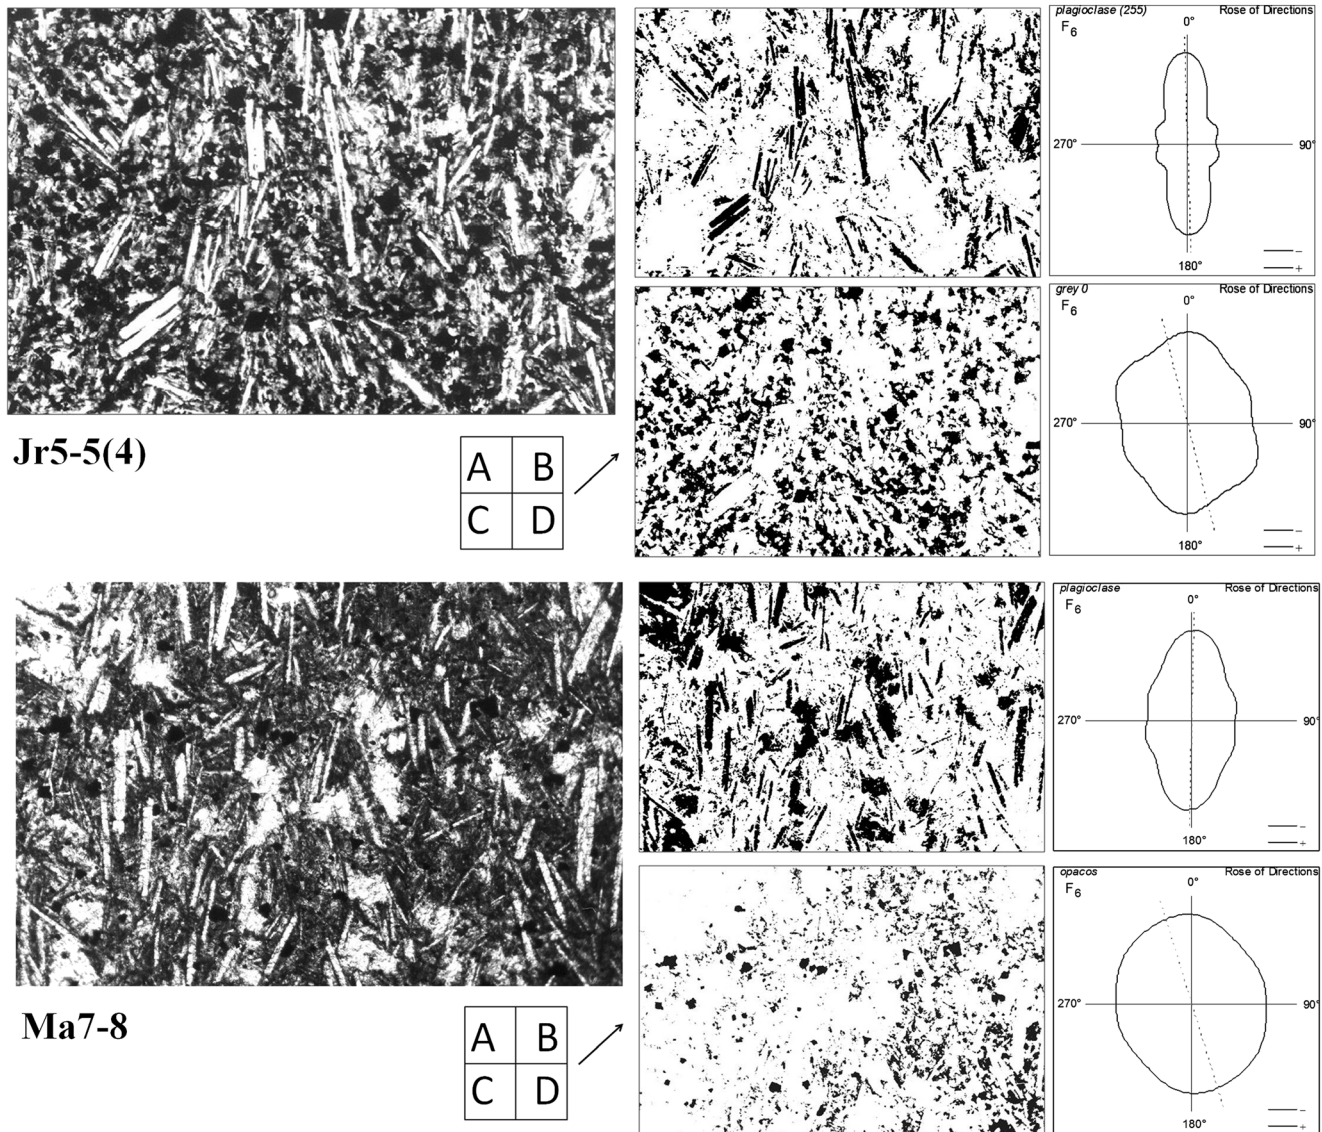 plagioclase (255) Rose of Directions
F6
0°
270° 90°
180°
−
+
Jr5-5(4)
A B
C D
grey 0 Rose of Directions
F6
0°
270° 90°
180°
−
+
plagioclase Rose of Directions
F6
0°
270° 90°
180°
−
+
Ma7-8
A B
C D
opacos Rose of Directions
F6
0°
270° 90°
180°
−
+